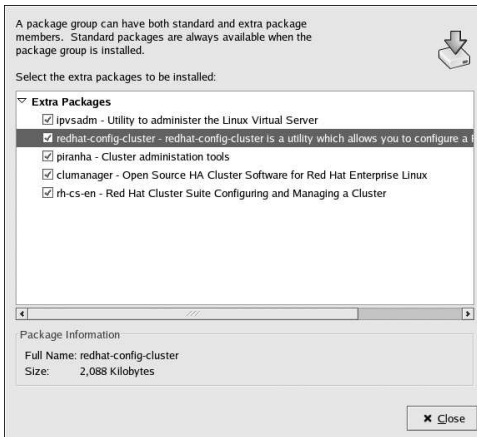 A package group can have both standard and extra package
members. Standard packages are always available when the
package group is installed.
Select the extra packages to be installed:
Extra Packages
ipvsadm - Utility to administer the Linux Virtual Server
redhat-config-cluster - redhat-config-cluster is a utility which allows you to configure a
piranha - Cluster administation tools
clumanager - Open Source HA Cluster Software for Red Hat Enterprise Linux
rh-cs-en - Red Hat Cluster Suite Configuring and Managing a Cluster
Package Information
Full Name: redhat-config-cluster
Size: 2,088 Kilobytes
Close